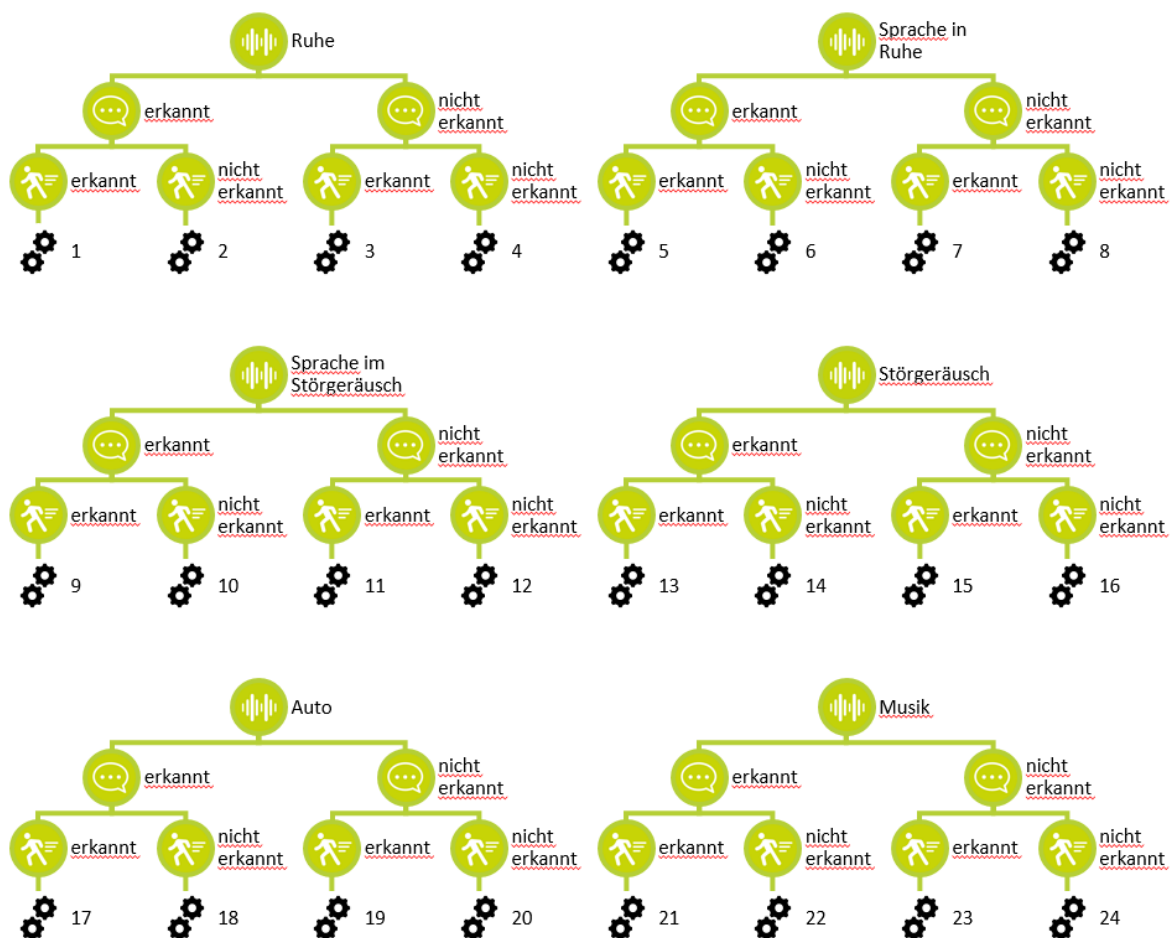 Ruhe
erkannt
nicht
erkannt
erkannt
nicht
erkannt
erkannt
nicht
erkannt
1
2
3
4
Sprache in
Ruhe
erkannt
nicht
erkannt
erkannt
nicht
erkannt
erkannt
nicht
erkannt
5
6
7
8
Sprache im
Störgeräusch
erkannt
nicht
erkannt
erkannt
nicht
erkannt
erkannt
nicht
erkannt
9
10
11
12
Störgeräusch
erkannt
nicht
erkannt
erkannt
nicht
erkannt
erkannt
nicht
erkannt
13
14
15
16
Auto
erkannt
nicht
erkannt
erkannt
nicht
erkannt
erkannt
nicht
erkannt
17
18
19
20
Musik
erkannt
nicht
erkannt
erkannt
nicht
erkannt
erkannt
nicht
erkannt
21
22
23
24